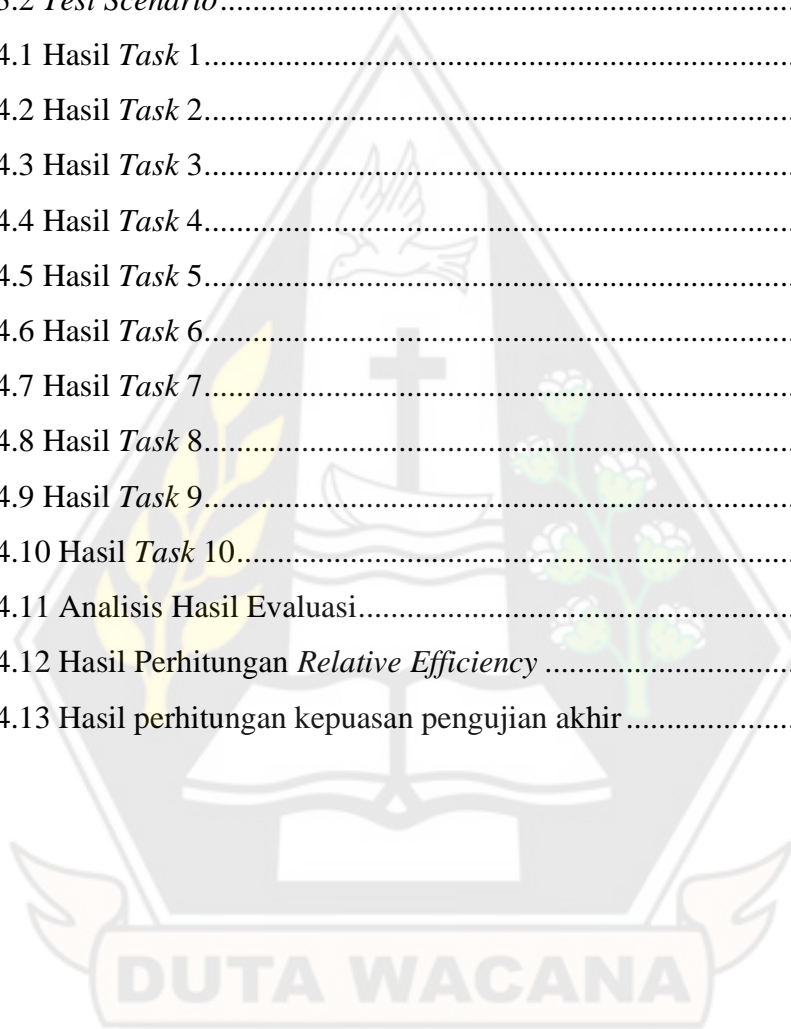 3.2 Test Scenario..............................................................................
4.1 Hasil Task 1................................................................................
4.2 Hasil Task 2................................................................................
4.3 Hasil Task 3................................................................................
4.4 Hasil Task 4................................................................................
4.5 Hasil Task 5................................................................................
4.6 Hasil Task 6................................................................................
4.7 Hasil Task 7................................................................................
4.8 Hasil Task 8................................................................................
4.9 Hasil Task 9................................................................................
4.10 Hasil Task 10............................................................................
4.11 Analisis Hasil Evaluasi.............................................................
4.12 Hasil Perhitungan Relative Efficiency ....................................
4.13 Hasil perhitungan kepuasan pengujian akhir ..........................
DUTA WACANA